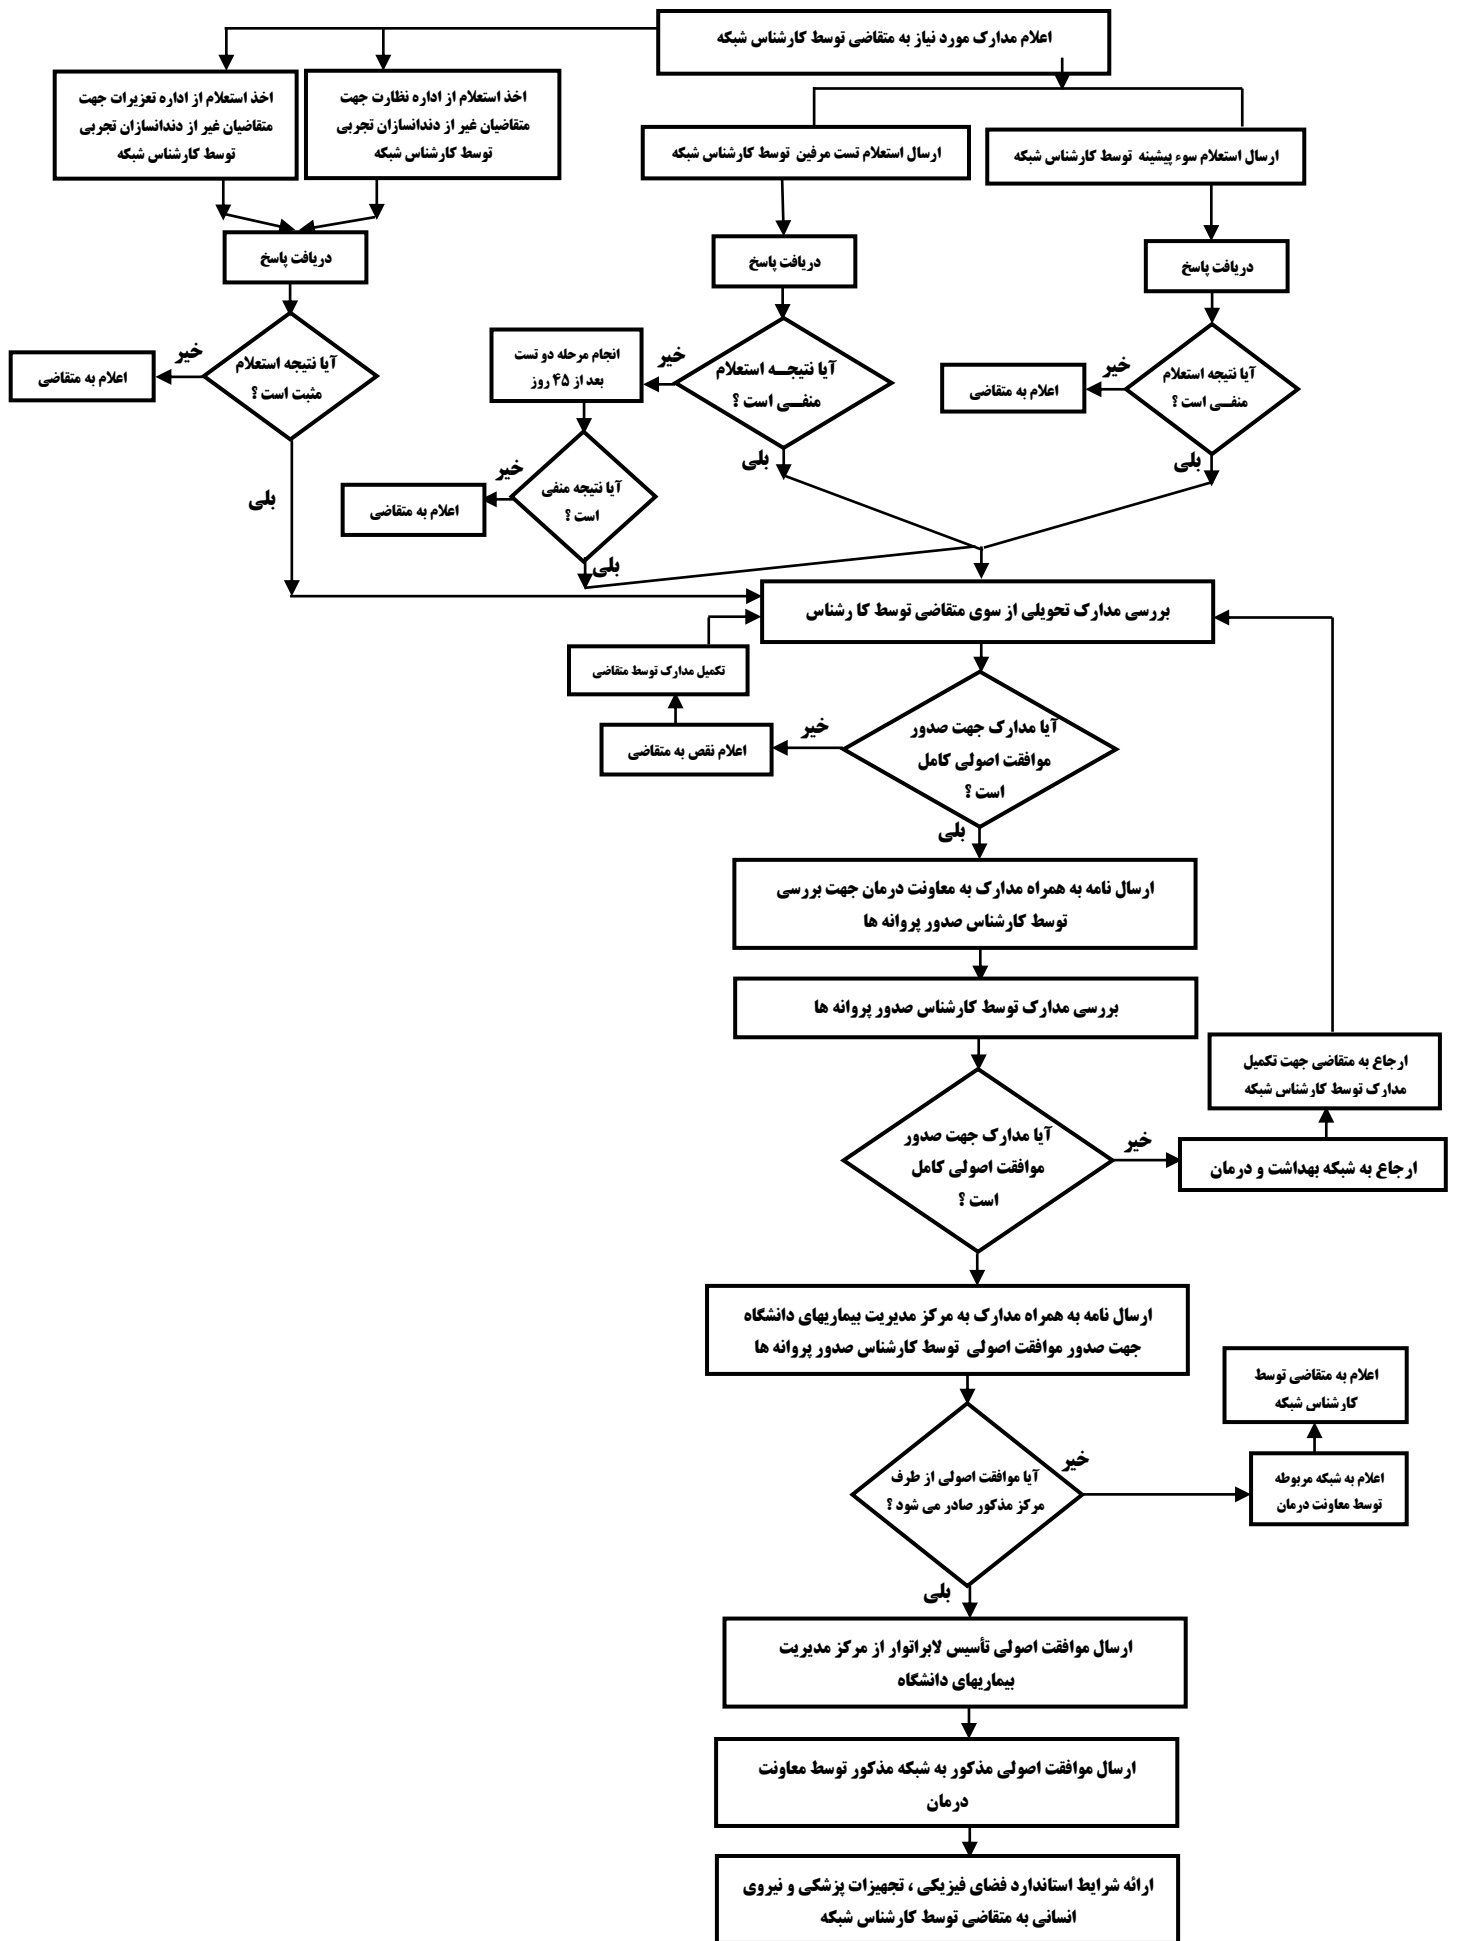 اعلام مدارک مورد نیاز به متقاضی توسط کارشناس شبکه
ارسال استعلام سوء پیشینه توسط کارشناس شبکه
ارسال استعلام تست مرفین توسط کارشناس شبکه
اخذ استعلام از اداره نظارت جهت
متقاضیان غیر از دندانسازان تجربی
توسط کارشناس شبکه
اخذ استعلام از اداره تعزیرات جهت
متقاضیان غیر از دندانسازان تجربی
توسط کارشناس شبکه
دریافت پاسخ
دریافت پاسخ
دریافت پاسخ
آیا نتیجه استعلام
منفــی است ؟
خیر
اعلام به متقاضی
بلی
آیا نتیجــه استعلام
منفــی است ؟
خیر
انجام مرحله دو تست
بعد از ۴۵ روز
بلی
آیا نتیجه منفی
است ؟
خیر
اعلام به متقاضی
بلی
آیا نتیجه استعلام
مثبت است ؟
خیر
اعلام به متقاضی
بلی
بررسی مدارک تحویلی از سوی متقاضی توسط کا رشناس
آیا مدارک جهت صدور
موافقت اصولی کامل
است ؟
خیر
اعلام نقص به متقاضی
تکمیل مدارک توسط متقاضی
بلی
ارسال نامه به همراه مدارک به معاونت درمان جهت بررسی
توسط کارشناس صدور پروانه ها
بررسی مدارک توسط کارشناس صدور پروانه ها
آیا مدارک جهت صدور
موافقت اصولی کامل
است ؟
خیر
ارجاع به شبکه بهداشت و درمان
ارجاع به متقاضی جهت تکمیل
مدارک توسط کارشناس شبکه
ارسال نامه به همراه مدارک به مرکز مدیریت بیماریهای دانشگاه
جهت صدور موافقت اصولی توسط کارشناس صدور پروانه ها
آیا موافقت اصولی از طرف
مرکز مذکور صادر می شود ؟
خیر
اعلام به شبکه مربوطه
توسط معاونت درمان
اعلام به متقاضی توسط
کارشناس شبکه
بلی
ارسال موافقت اصولی تأسیس لابراتوار از مرکز مدیریت
بیماریهای دانشگاه
ارسال موافقت اصولی مذکور به شبکه مذکور توسط معاونت
درمان
ارائه شرایط استاندارد فضای فیزیکی ، تجهیزات پزشکی و نیروی
انسانی به متقاضی توسط کارشناس شبکه